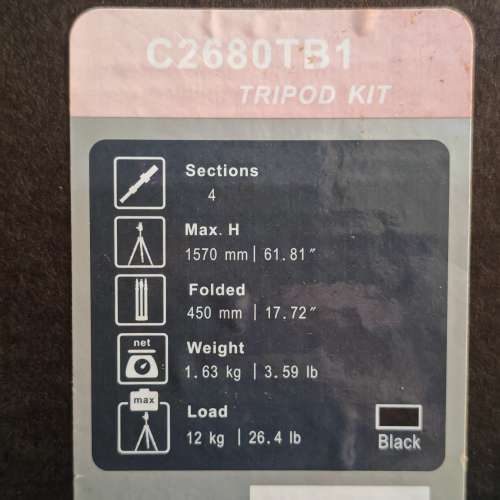 C2680TB1
TRIPOD KIT
Sections
4
Max. H
1570 mm | 61.81″
Folded
450 mm | 17.72″
net
Weight
1.63 kg | 3.59 lb
max
Load
12 kg | 26.4 lb
Black